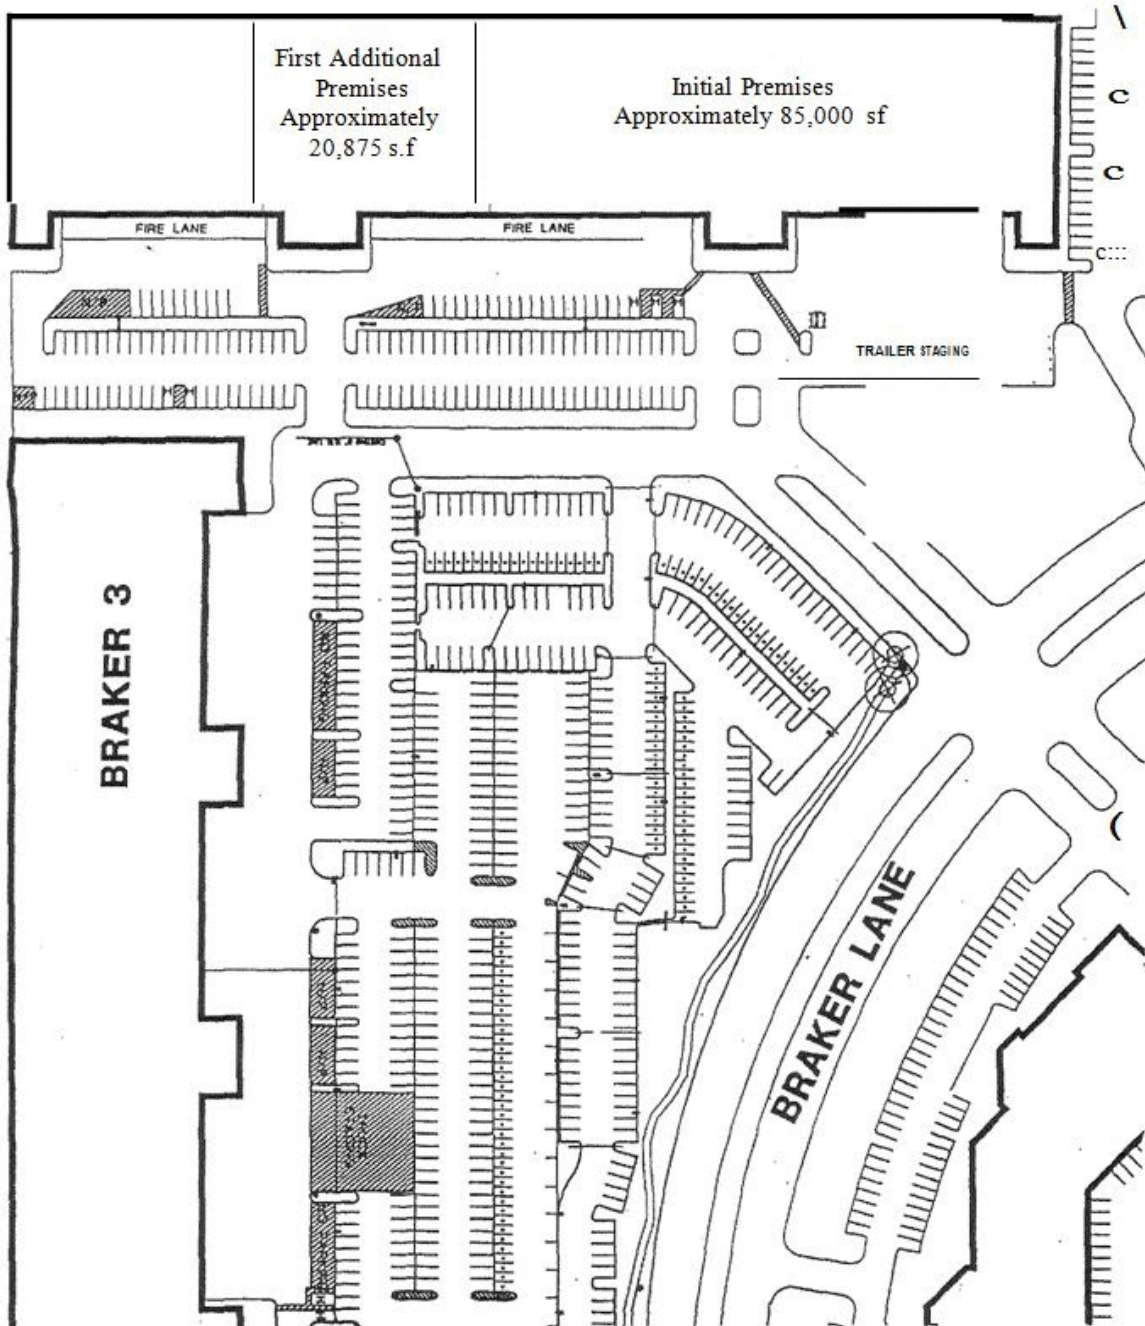 First Additional
Premises
Approximately
20,875 s.f
Initial Premises
Approximately 85,000 sf
FIRE LANE
FIRE LANE
TRAILER STAGING
BRAKER 3
BRAKER LANE